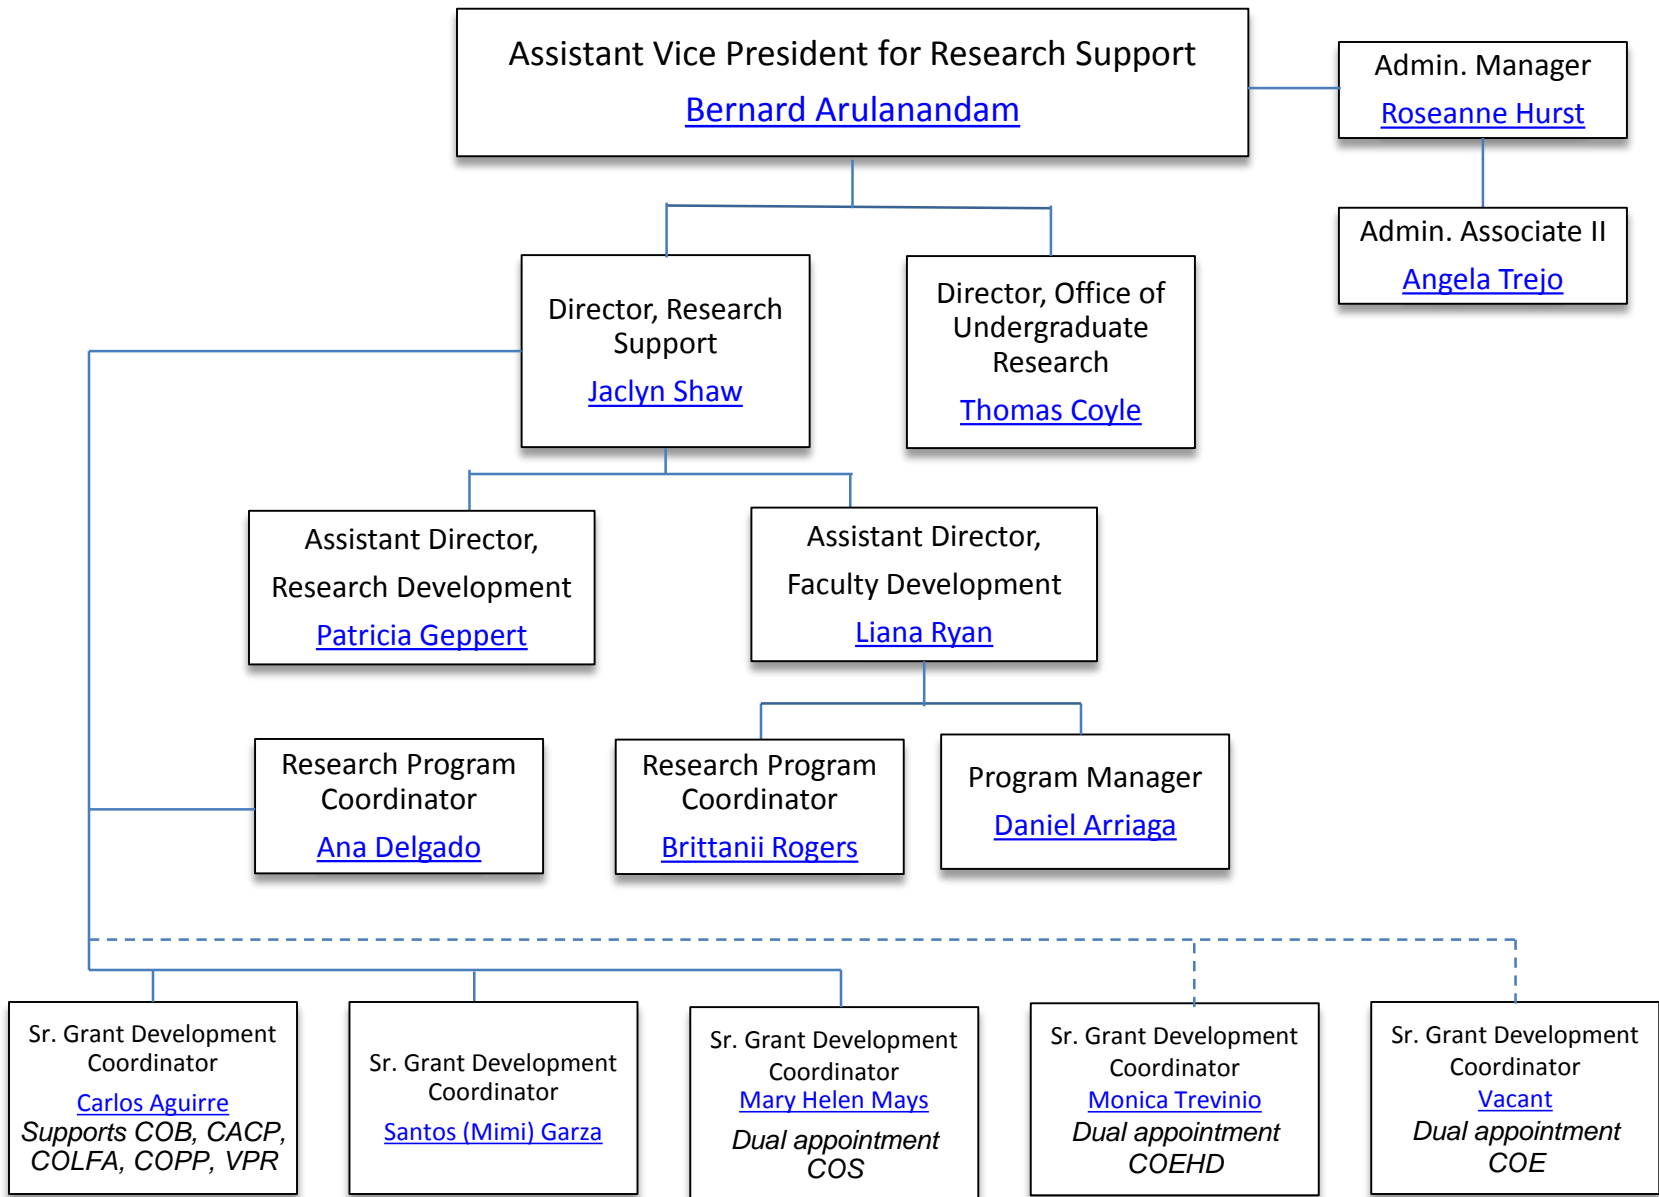 Assistant Vice President for Research Support
Bernard Arulanandam
Admin. Manager
Roseanne Hurst
Admin. Associate II
Angela Trejo
Director, Research
Support
Jaclyn Shaw
Director, Office of
Undergraduate
Research
Thomas Coyle
Assistant Director,
Research Development
Patricia Geppert
Assistant Director,
Faculty Development
Liana Ryan
Research Program
Coordinator
Ana Delgado
Research Program
Coordinator
Brittanii Rogers
Program Manager
Daniel Arriaga
Sr. Grant Development
Coordinator
Carlos Aguirre
Supports COB, CACP,
COLFA, COPP, VPR
Sr. Grant Development
Coordinator
Santos (Mimi) Garza
Sr. Grant Development
Coordinator
Mary Helen Mays
Dual appointment
COS
Sr. Grant Development
Coordinator
Monica Trevinio
Dual appointment
COEHD
Sr. Grant Development
Coordinator
Vacant
Dual appointment
COE